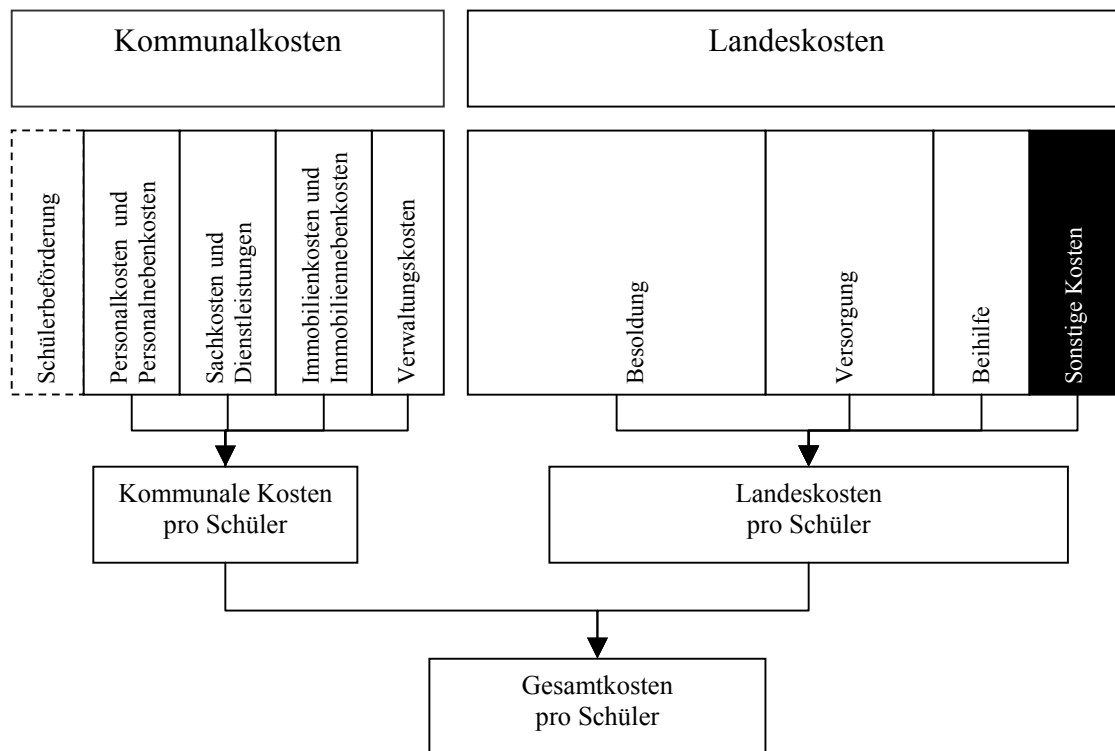 Kommunalkosten
Landeskosten
Schülerbeförderung
Personalkosten und
Personalnebenkosten
Sachkosten und
Dienstleistungen
Immobilienkosten und
Immobiliennebenkosten
Verwaltungskosten
Besoldung
Versorgung
Beihilfe
Sonstige Kosten
Kommunale Kosten
pro Schüler
Landeskosten
pro Schüler
Gesamtkosten
pro Schüler